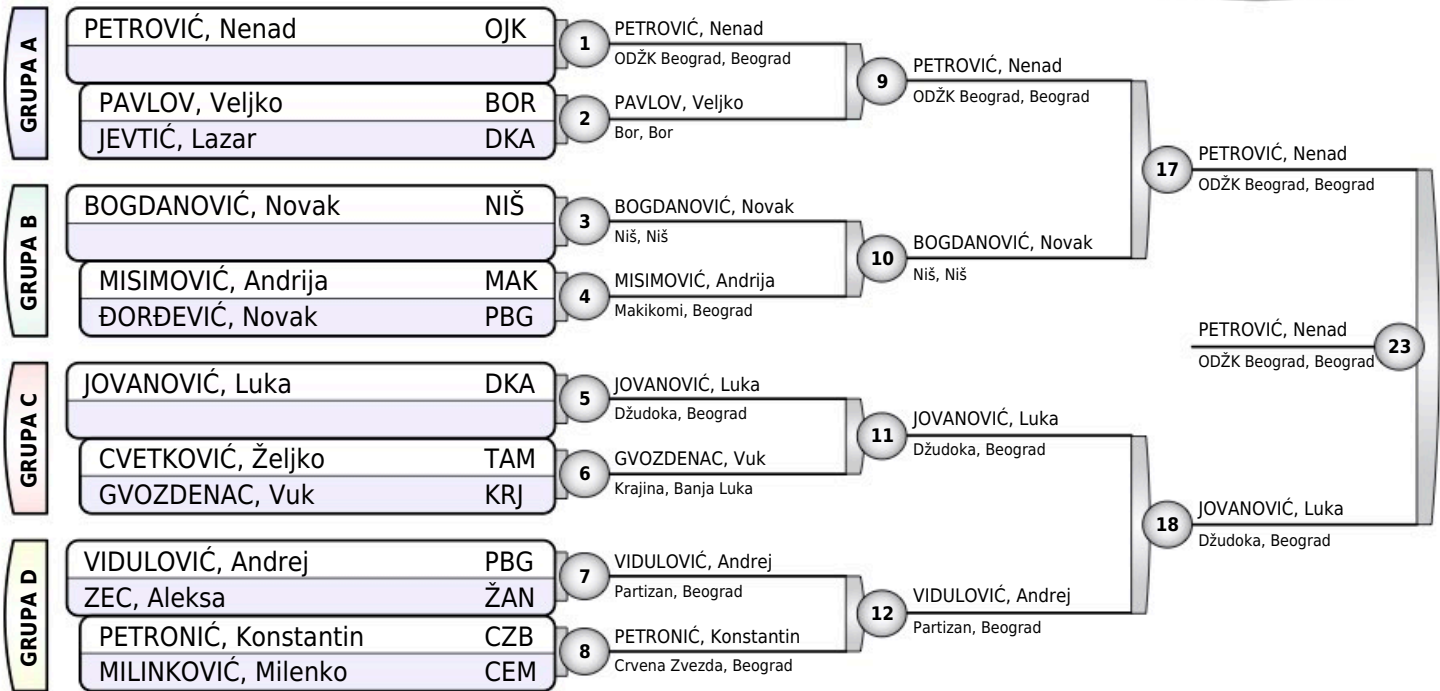 GRUPA A
PETROVIĆ, Nenad OJK
PAVLOV, Veljko BOR
JEVTIĆ, Lazar DKA
GRUPA B
BOGDANOVIĆ, Novak NIŠ
MISIMOVIĆ, Andrija MAK
ĐORĐEVIĆ, Novak PBG
GRUPA C
JOVANOVIĆ, Luka DKA
CVETKOVIĆ, Željko TAM
GVOZDENAC, Vuk KRJ
GRUPA D
VIDULOVIĆ, Andrej PBG
ZEC, Aleksa ŽAN
PETRONIĆ, Konstantin CZB
MILINKOVIĆ, Milenko CEM
1
PETROVIĆ, Nenad
ODŽK Beograd, Beograd
2
PAVLOV, Veljko
Bor, Bor
3
BOGDANOVIĆ, Novak
Niš, Niš
4
MISIMOVIĆ, Andrija
Makikomi, Beograd
5
JOVANOVIĆ, Luka
Džudoka, Beograd
6
GVOZDENAC, Vuk
Krajina, Banja Luka
7
VIDULOVIĆ, Andrej
Partizan, Beograd
8
PETRONIĆ, Konstantin
Crvena Zvezda, Beograd
9
PETROVIĆ, Nenad
ODŽK Beograd, Beograd
10
BOGDANOVIĆ, Novak
Niš, Niš
11
JOVANOVIĆ, Luka
Džudoka, Beograd
12
VIDULOVIĆ, Andrej
Partizan, Beograd
17
PETROVIĆ, Nenad
ODŽK Beograd, Beograd
18
JOVANOVIĆ, Luka
Džudoka, Beograd
PETROVIĆ, Nenad
ODŽK Beograd, Beograd
23